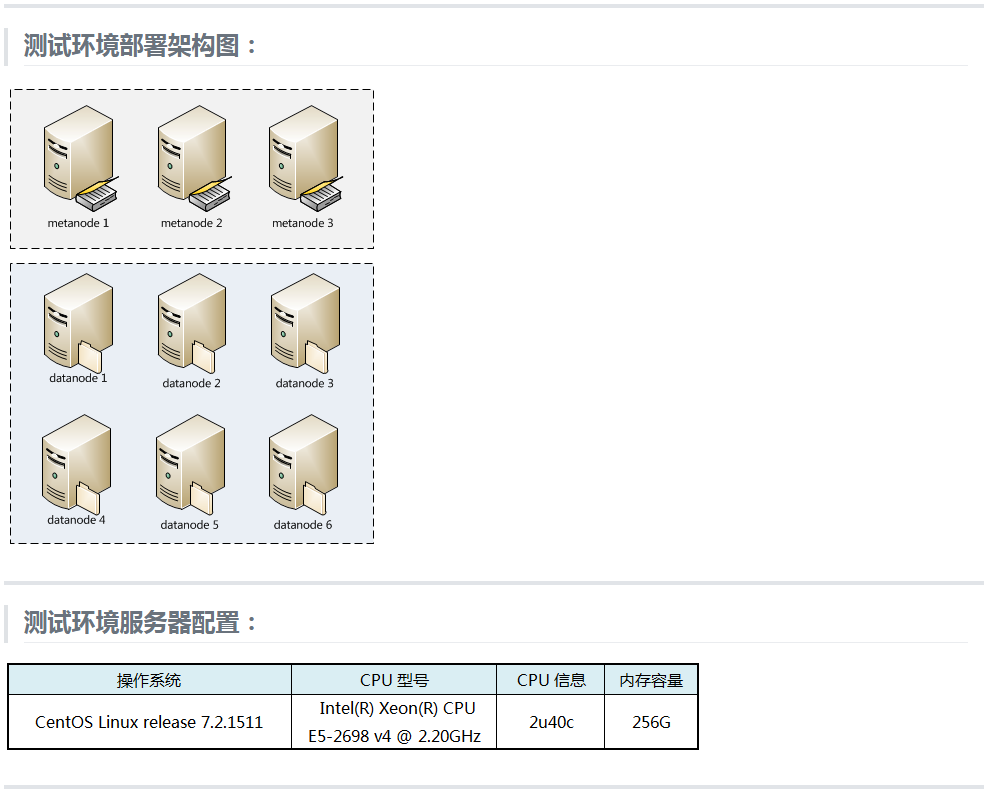 测试环境部署架构图：
metanode 1
metanode 2
metanode 3
datanode 1
datanode 2
datanode 3
datanode 4
datanode 5
datanode 6
测试环境服务器配置：
操作系统
CPU 型号
CPU 信息
内存容量
CentOS Linux release 7.2.1511
Intel(R) Xeon(R) CPU
E5-2698 v4 @ 2.20GHz
2u40c
256G